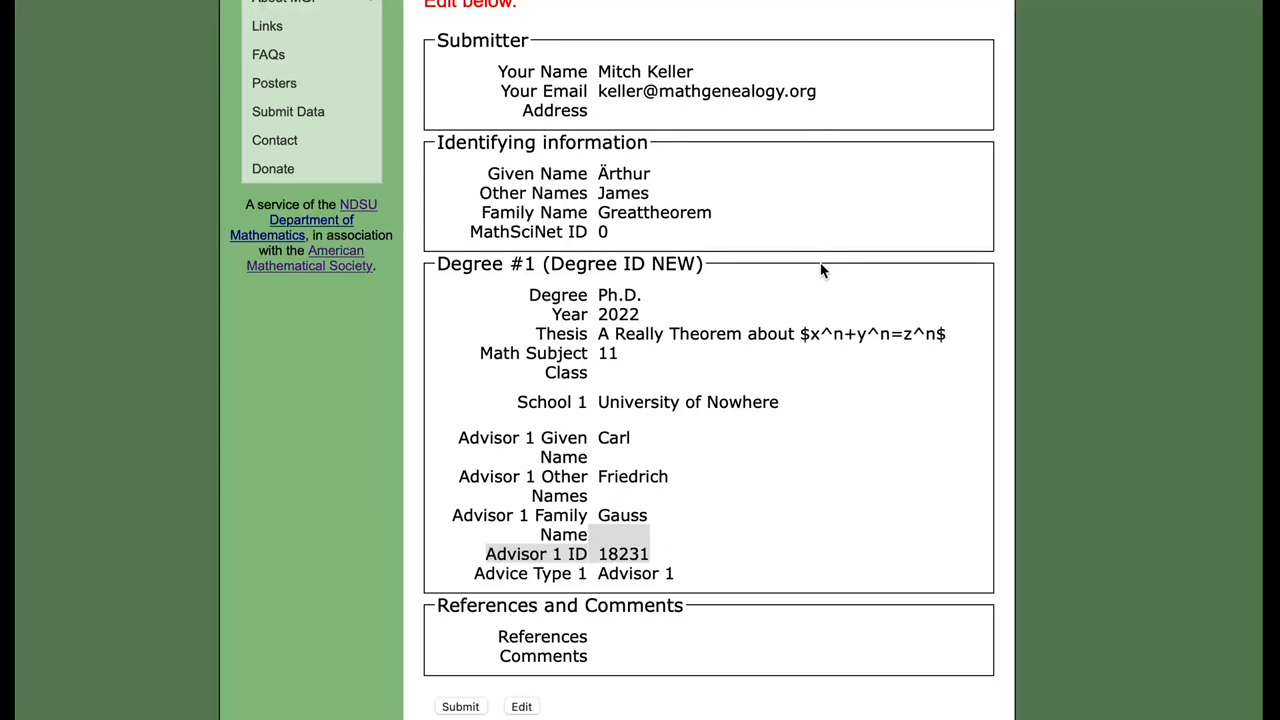 About MGP
Links
FAQs
Posters
Submit Data
Contact
Donate
A service of the NDSU
Department of
Mathematics, in association
with the American
Mathematical Society.
Edit below.
Submitter
Your Name Mitch Keller
Your Email keller@mathgenealogy.org
Address
Identifying information
Given Name Ärthur
Other Names James
Family Name Greattheorem
MathSciNet ID 0
Degree #1 (Degree ID NEW)
Degree Ph.D.
Year 2022
Thesis A Really Theorem about $x^n+y^n=z^n$
Math Subject 11
Class
School 1 University of Nowhere
Advisor 1 Given Carl
Name
Advisor 1 Other Friedrich
Names
Advisor 1 Family Gauss
Name
Advisor 1 ID 18231
Advice Type 1 Advisor 1
References and Comments
References
Comments
Submit Edit